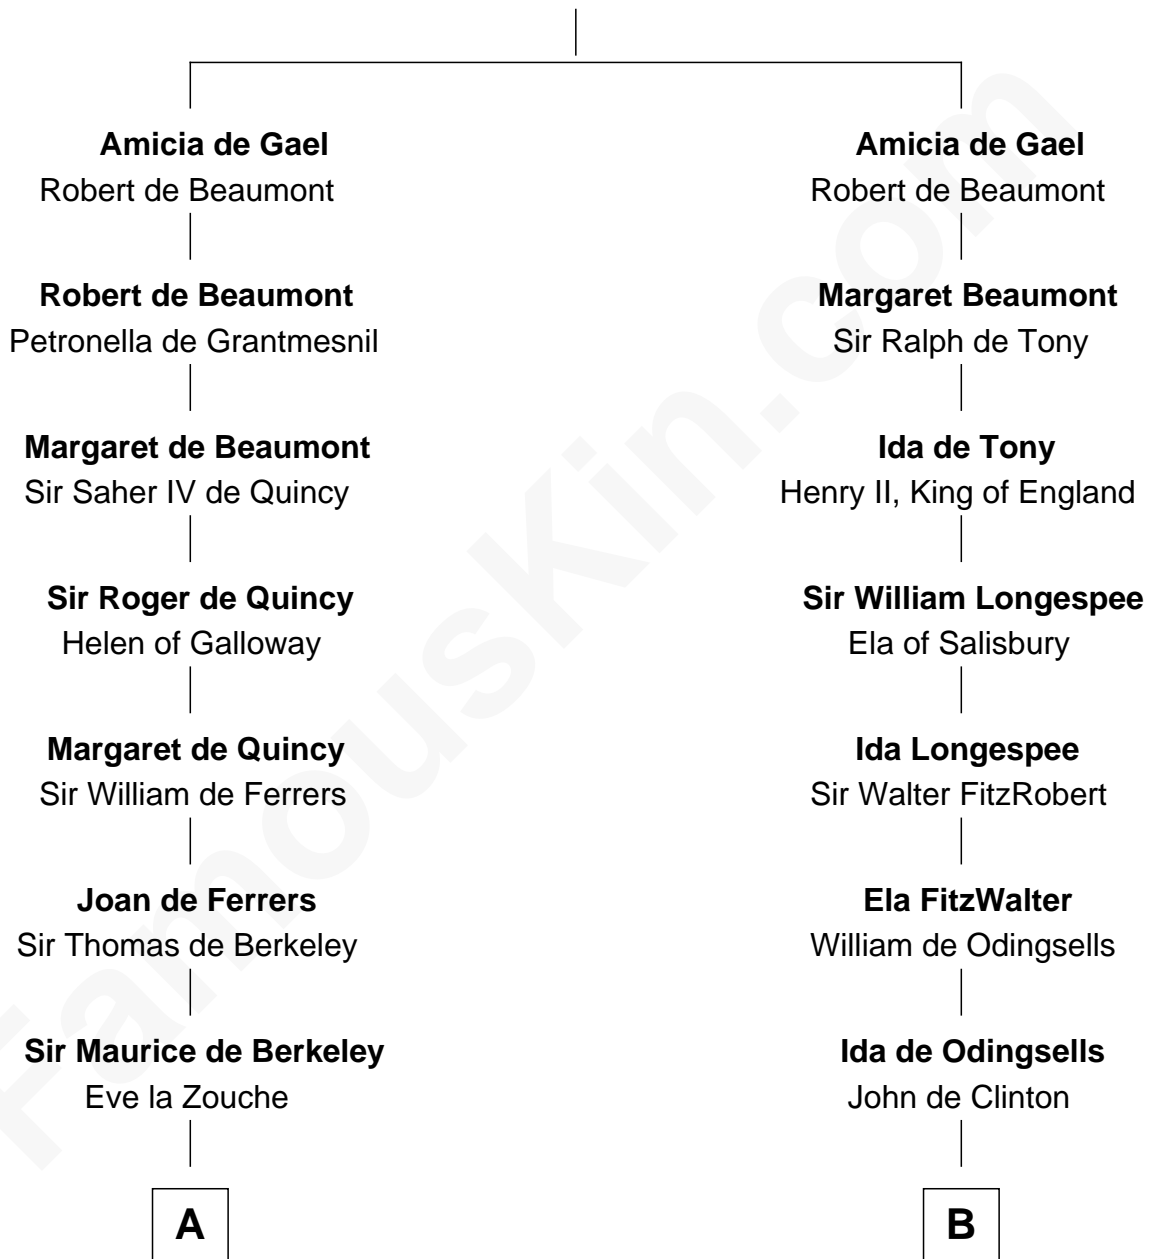 Amicia de Gael
Robert de Beaumont
Robert de Beaumont
Petronella de Grantmesnil
Margaret de Beaumont
Sir Saher IV de Quincy
Sir Roger de Quincy
Helen of Galloway
Margaret de Quincy
Sir William de Ferrers
Joan de Ferrers
Sir Thomas de Berkeley
Sir Maurice de Berkeley
Eve la Zouche
A
Amicia de Gael
Robert de Beaumont
Margaret Beaumont
Sir Ralph de Tony
Ida de Tony
Henry II, King of England
Sir William Longespee
Ela of Salisbury
Ida Longespee
Sir Walter FitzRobert
Ela FitzWalter
William de Odingsells
Ida de Odingsells
John de Clinton
B
FamousKin.com